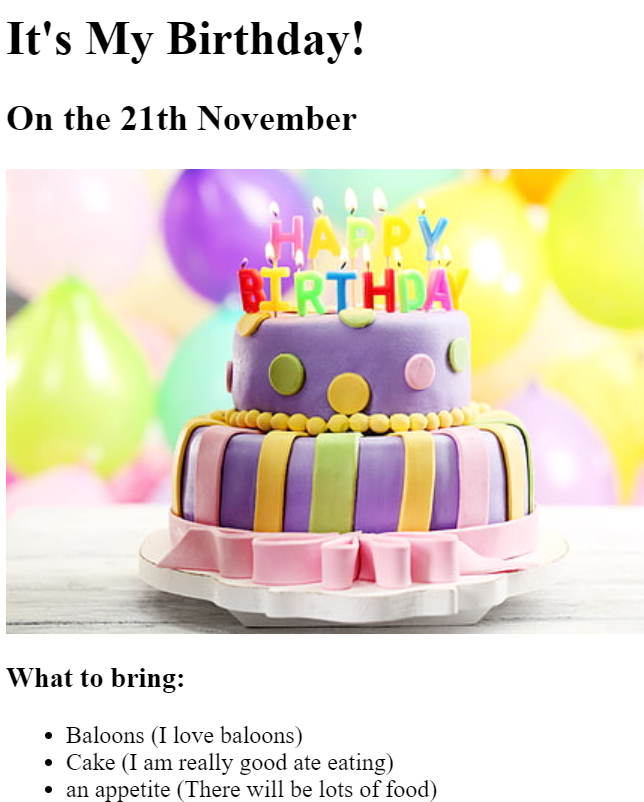 It's My Birthday!
On the 21th November
HAPPY
BIRTHDAY
What to bring:
Baloons (I love baloons)
Cake (I am really good ate eating)
an appetite (There will be lots of food)